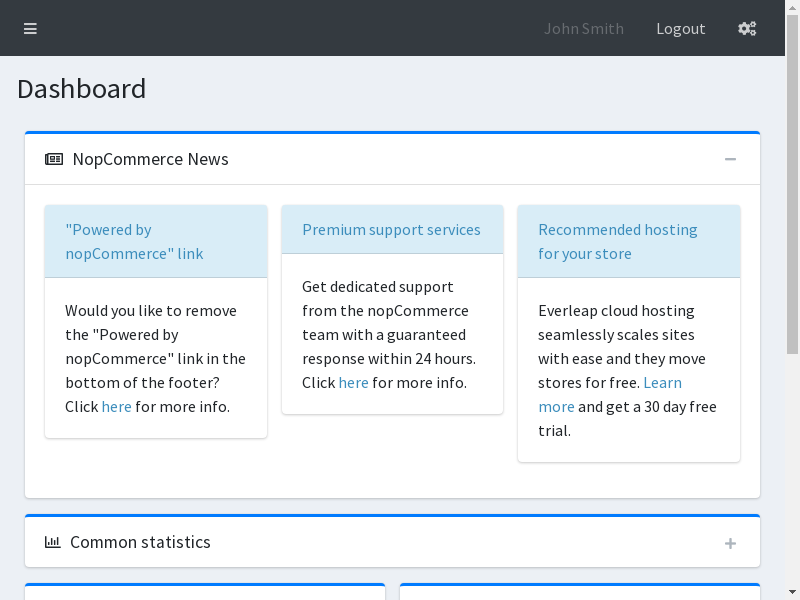 John Smith Logout
Dashboard
NopCommerce News
"Powered by
nopCommerce" link
Would you like to remove
the "Powered by
nopCommerce" link in the
bottom of the footer?
Click here for more info.
Premium support services
Get dedicated support
from the nopCommerce
team with a guaranteed
response within 24 hours.
Click here for more info.
Recommended hosting
for your store
Everleap cloud hosting
seamlessly scales sites
with ease and they move
stores for free. Learn
more and get a 30 day free
trial.
Common statistics